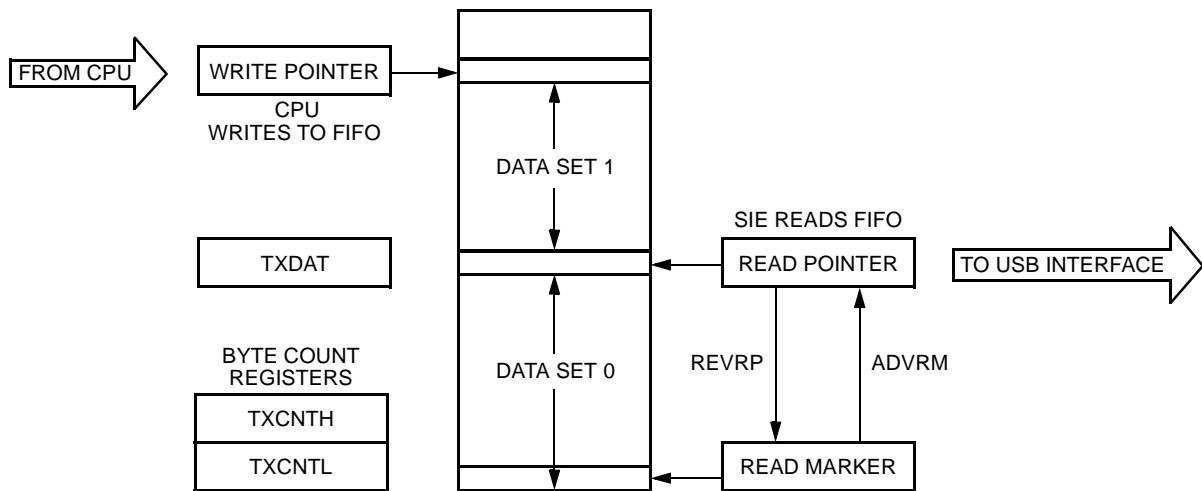 FROM CPU
WRITE POINTER
CPU
WRITES TO FIFO
DATA SET 1
SIE READS FIFO
TXDAT
READ POINTER
TO USB INTERFACE
BYTE COUNT
REGISTERS
DATA SET 0
REVRP
ADVRM
TXCNTH
TXCNTL
READ MARKER